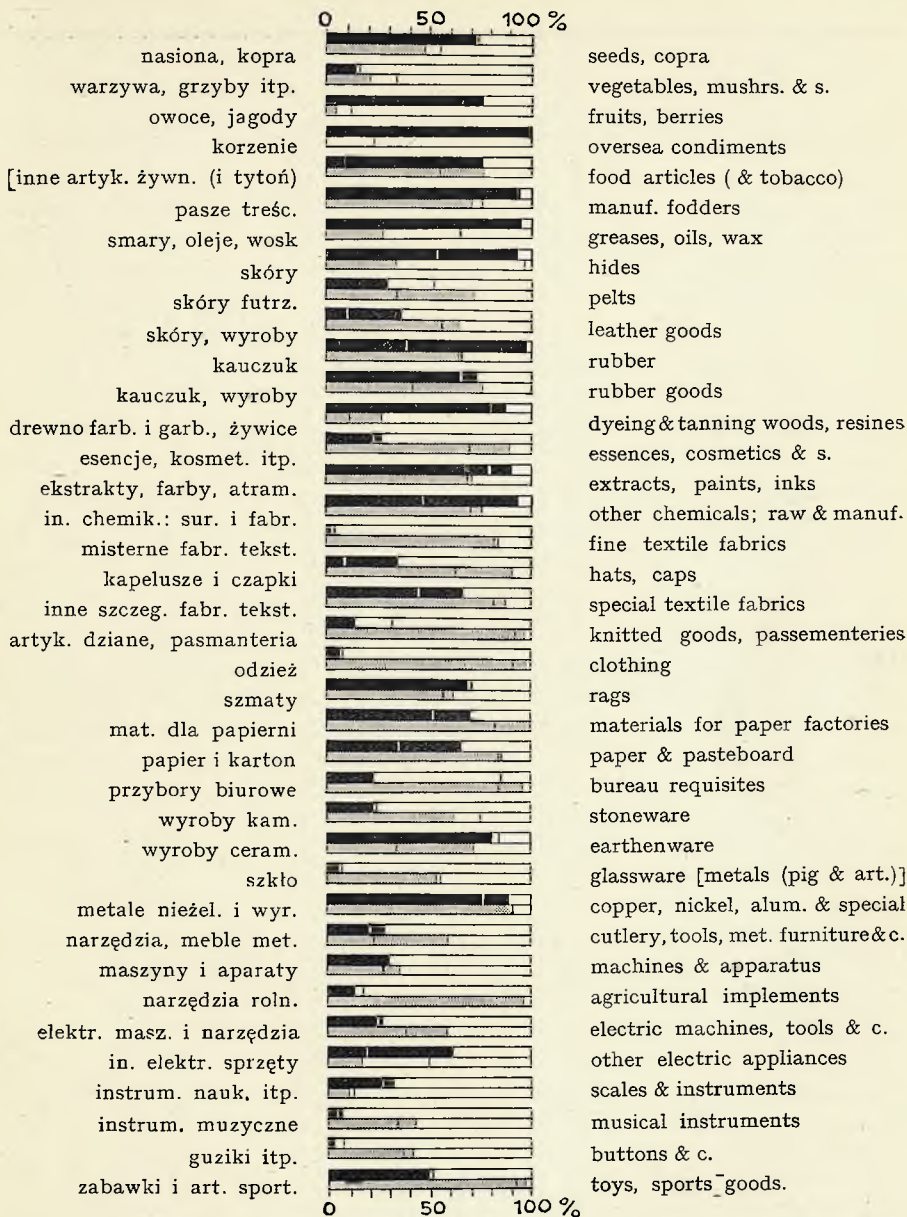 0 50 100 %
nasiona, kopra seeds, copra
warzywa, grzyby itp. vegetables, mushrs. & s.
owoce, jagody fruits, berries
korzenie oversea condiments
[inne artyk. żywn. (i tytoń) food articles ( & tobacco)
pasze treśc. manuf. fodders
smary, oleje, wosk greases, oils, wax
skóry hides
skóry futrz. pelts
skóry, wyroby leather goods
kauczuk rubber
kauczuk, wyroby rubber goods
drewno farb. i garb., żywice dyeing & tanning woods, resines
esencje, kosmet. itp. essences, cosmetics & s.
ekstrakty, farby, atram. extracts, paints, inks
in. chemik.: sur. i fabr. other chemicals; raw & manuf.
misterne fabr. tekst. fine textile fabrics
kapelusze i czapki hats, caps
inne szczeg. fabr. tekst. special textile fabrics
artyk. dziane, pasmanteria knitted goods, passementeries
odzież clothing
szmaty rags
mat. dla papierni materials for paper factories
papier i karton paper & pasteboard
przybory biurowe bureau requisites
wyroby kam. stoneware
wyroby ceram. earthenware
szkło glassware [metals (pig & art.)]
metale nieżel. i wyr. copper, nickel, alum. & special
narzędzia, meble met. cutlery, tools, met. furniture & c.
maszyny i aparaty machines & apparatus
narzędzia roln. agricultural implements
elektr. masz. i narzędzia electric machines, tools & c.
in. elektr. sprzęty other electric appliances
instrum. nauk. itp. scales & instruments
instrum. muzyczne musical instruments
guziki itp. buttons & c.
zabawki i art. sport. toys, sports goods.
0 50 100 %